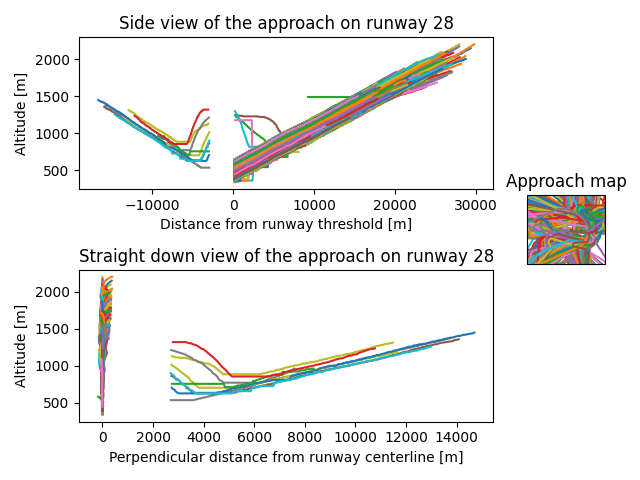 Side view of the approach on runway 28
Altitude [m]
2000
1500
1000
500
−10000 0 10000 20000 30000
Distance from runway threshold [m]
Approach map
Straight down view of the approach on runway 28
Altitude [m]
2000
1500
1000
500
0 2000 4000 6000 8000 10000 12000 14000
Perpendicular distance from runway centerline [m]